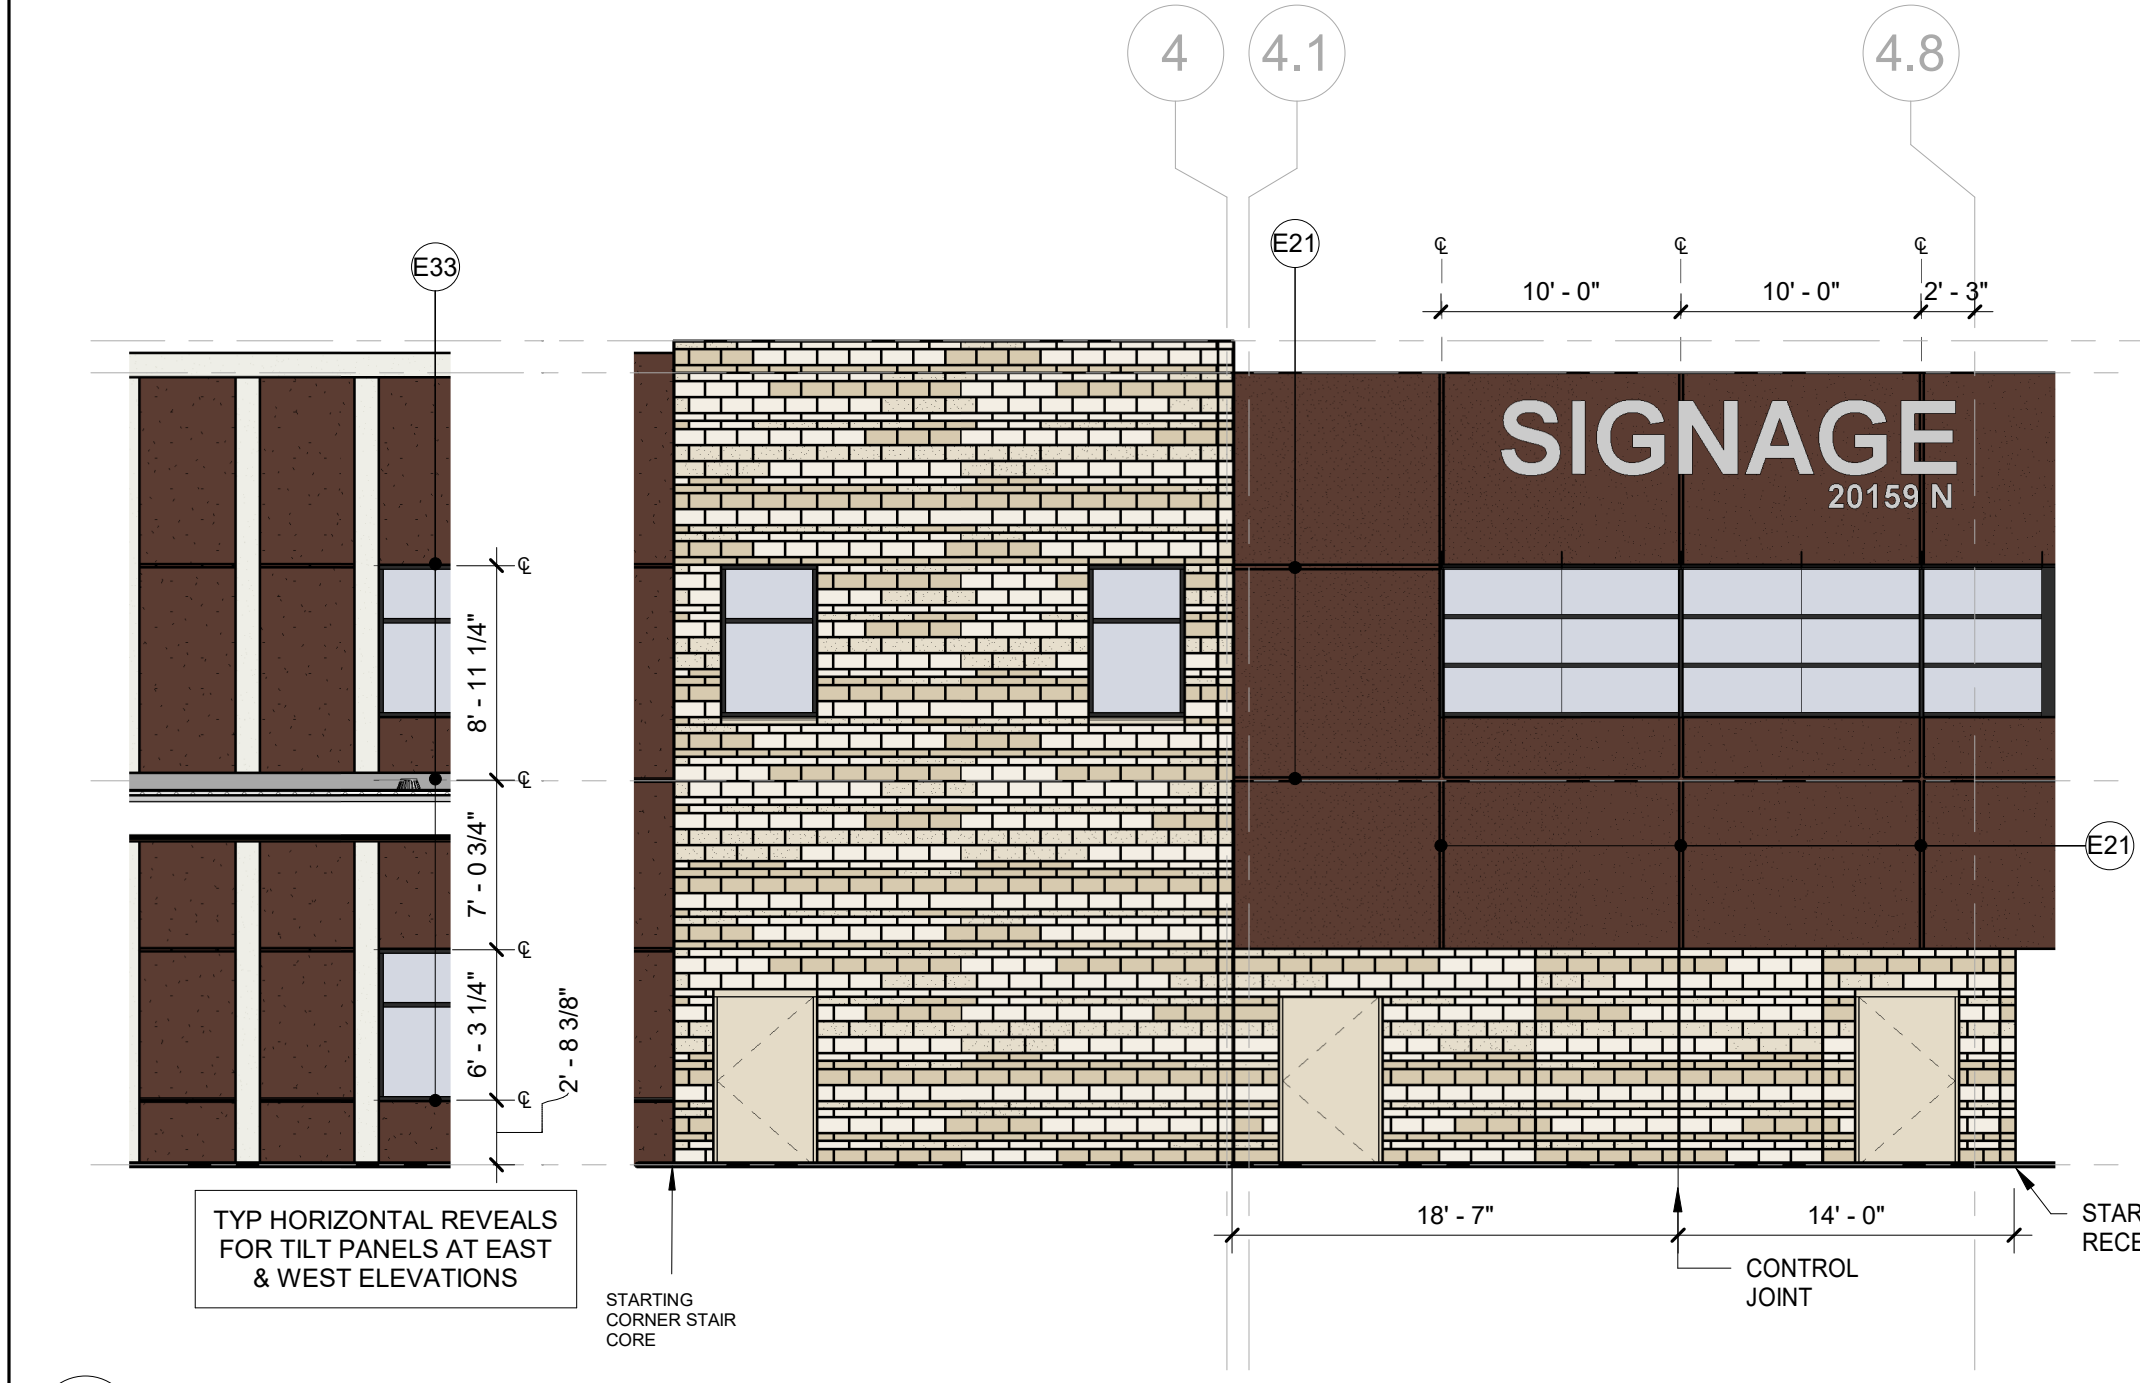 4
4.1
4.8
E33
E21
℄
℄
℄
10' - 0"
10' - 0"
2' - 3"
SIGNAGE
20159 N
℄
8' - 11 1/4"
℄
7' - 0 3/4"
℄
6' - 3 1/4"
℄
2' - 8 3/8"
E21
TYP HORIZONTAL REVEALS
FOR TILT PANELS AT EAST
& WEST ELEVATIONS
STARTING
CORNER STAIR
CORE
18' - 7"
14' - 0"
CONTROL
JOINT
STAR
RECE